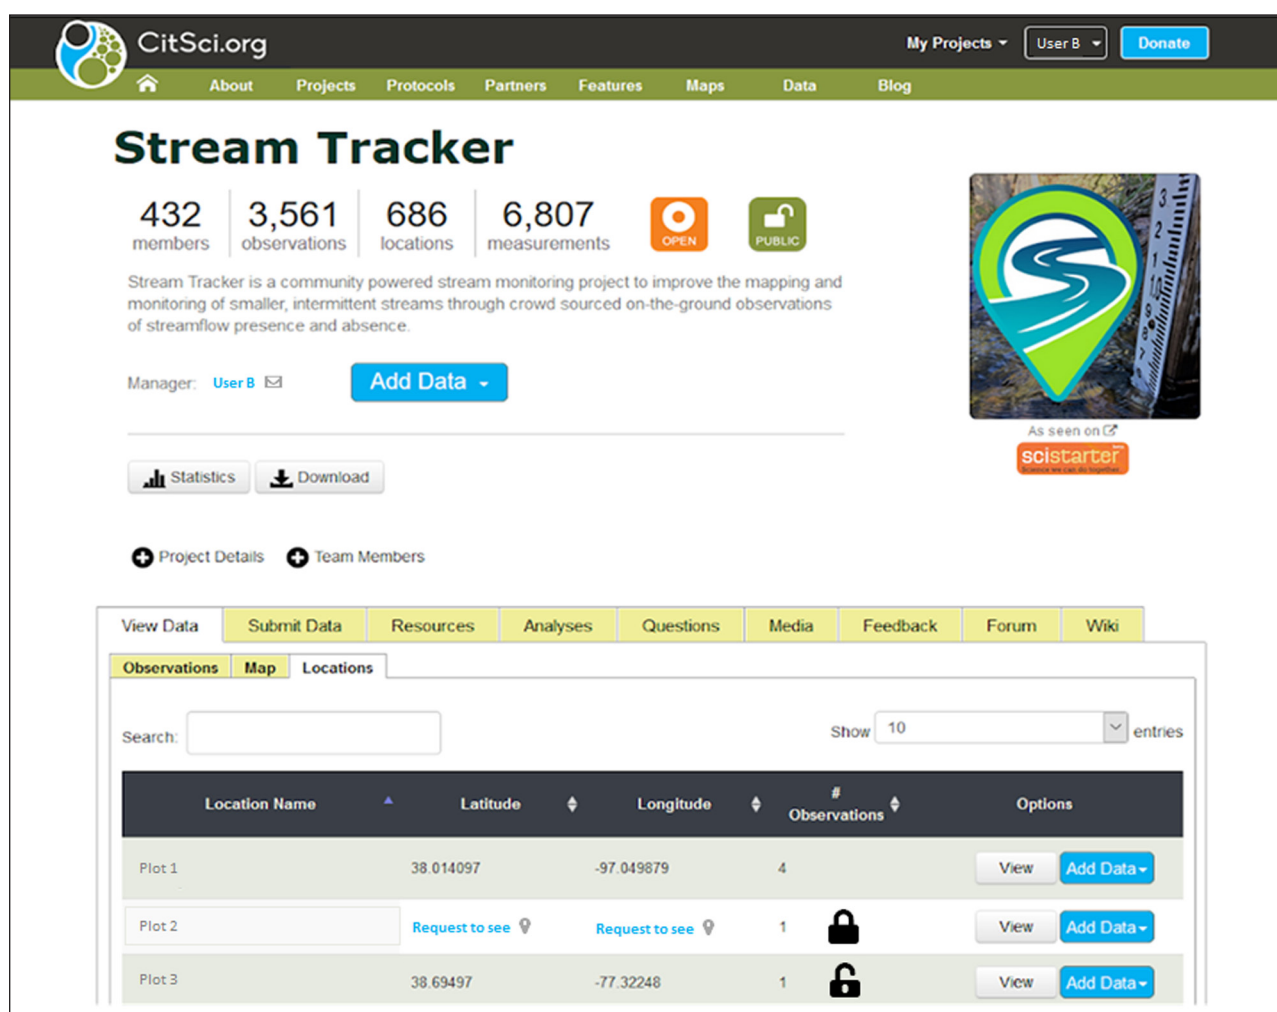 CitSci.org
My Projects
User B
Donate
About Projects Protocols Partners Features Maps Data Blog
Stream Tracker
432 3,561 686 6,807
members observations locations measurements
OPEN
PUBLIC
Stream Tracker is a community powered stream monitoring project to improve the mapping and
monitoring of smaller, intermittent streams through crowd sourced on-the-ground observations
of streamflow presence and absence.
Manager: User B
Add Data
As seen on
scistarter
Science we can do together.
Statistics Download
Project Details Team Members
View Data Submit Data Resources Analyses Questions Media Feedback Forum Wiki
Observations Map Locations
Search:
Show 10 entries
Location Name Latitude Longitude # Observations Options
Plot 1 38.014097 -97.049879 4 View Add Data
Plot 2 Request to see Request to see 1 View Add Data
Plot 3 38.69497 -77.32248 1 View Add Data